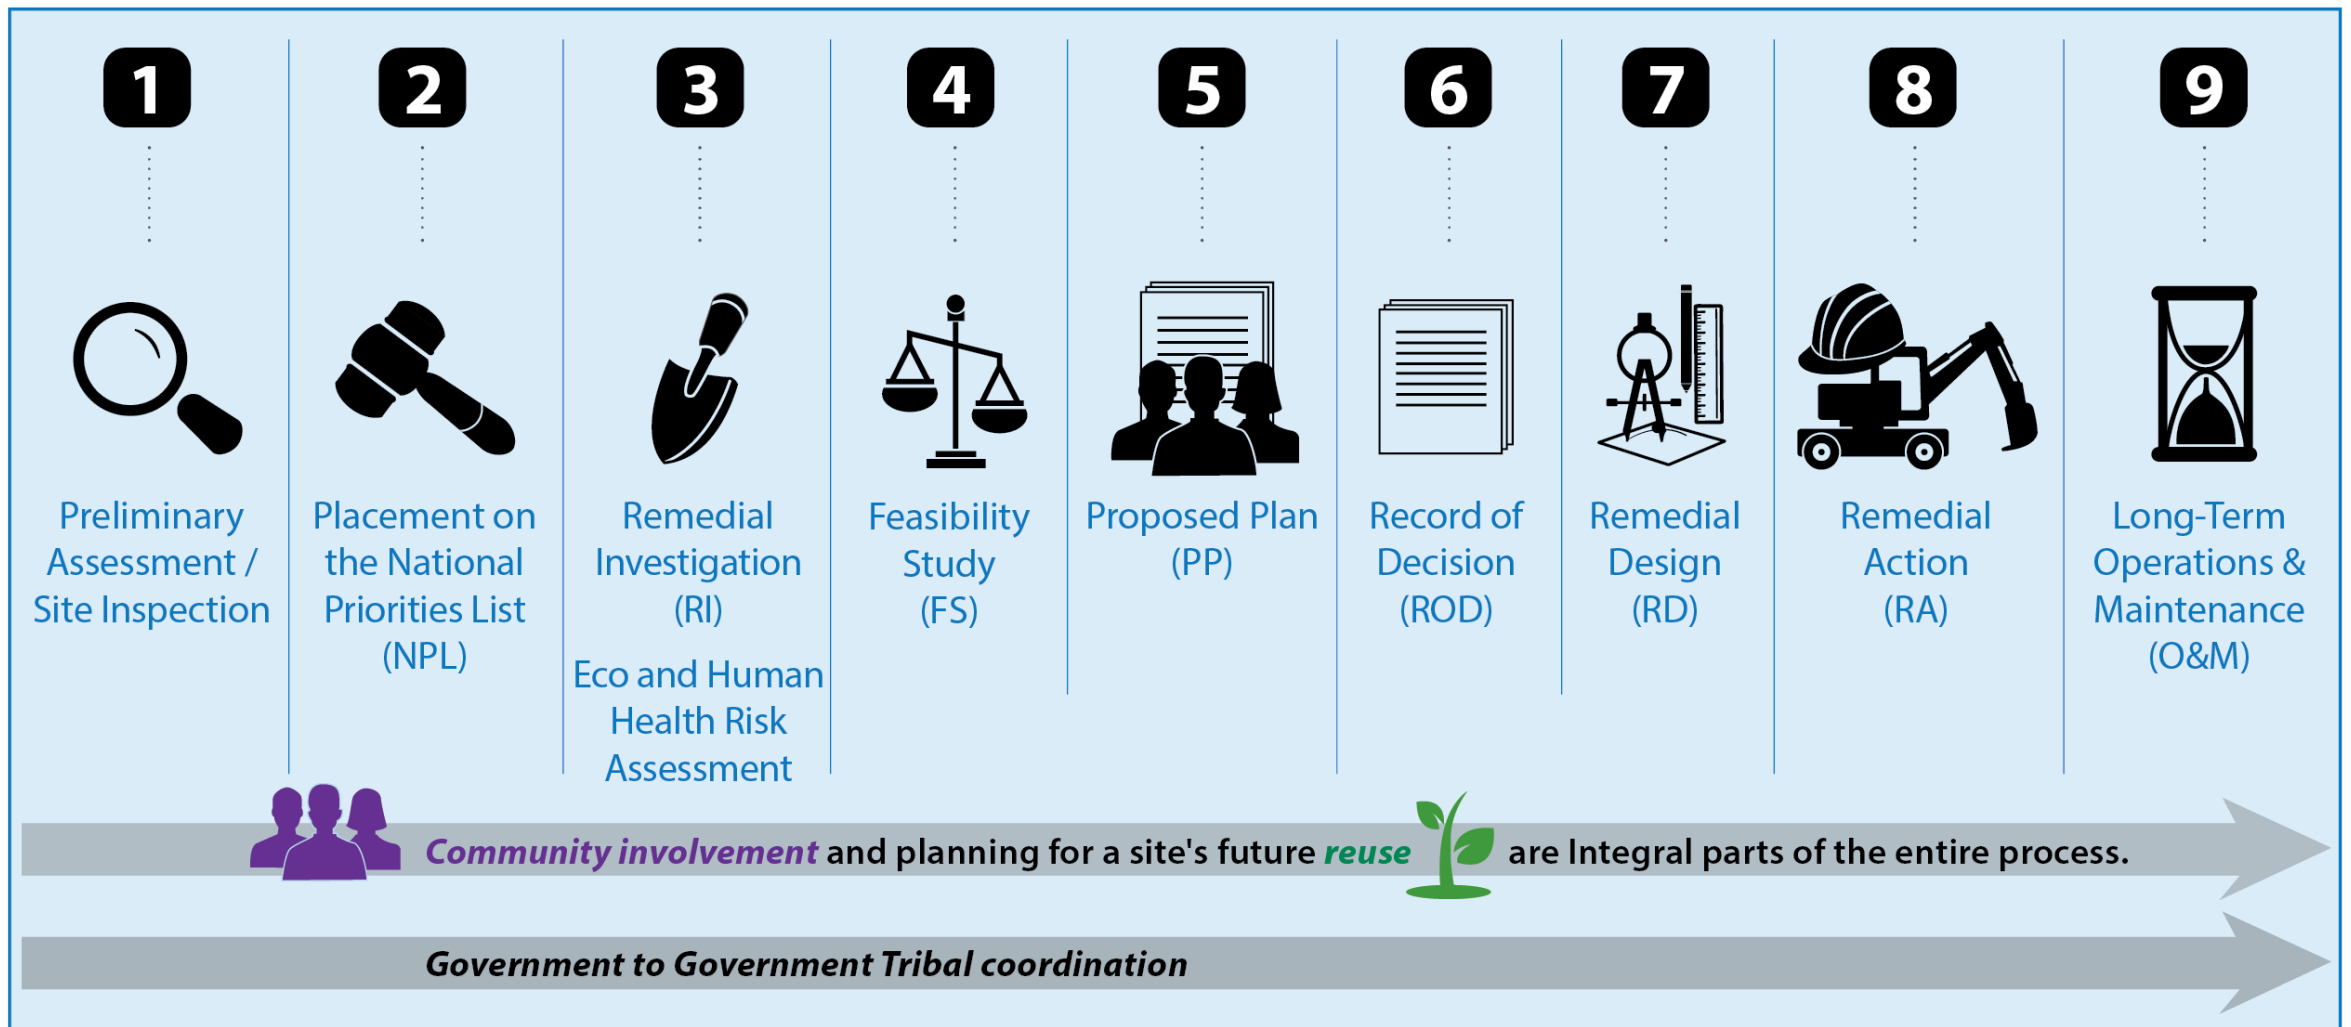 1
2
3
4
5
6
7
8
9
Preliminary
Assessment /
Site Inspection
Placement on
the National
Priorities List
(NPL)
Remedial
Investigation
(RI)
Eco and Human
Health Risk
Assessment
Feasibility
Study
(FS)
Proposed Plan
(PP)
Record of
Decision
(ROD)
Remedial
Design
(RD)
Remedial
Action
(RA)
Long-Term
Operations &
Maintenance
(O&M)
Community involvement and planning for a site's future reuse are Integral parts of the entire process.
Government to Government Tribal coordination